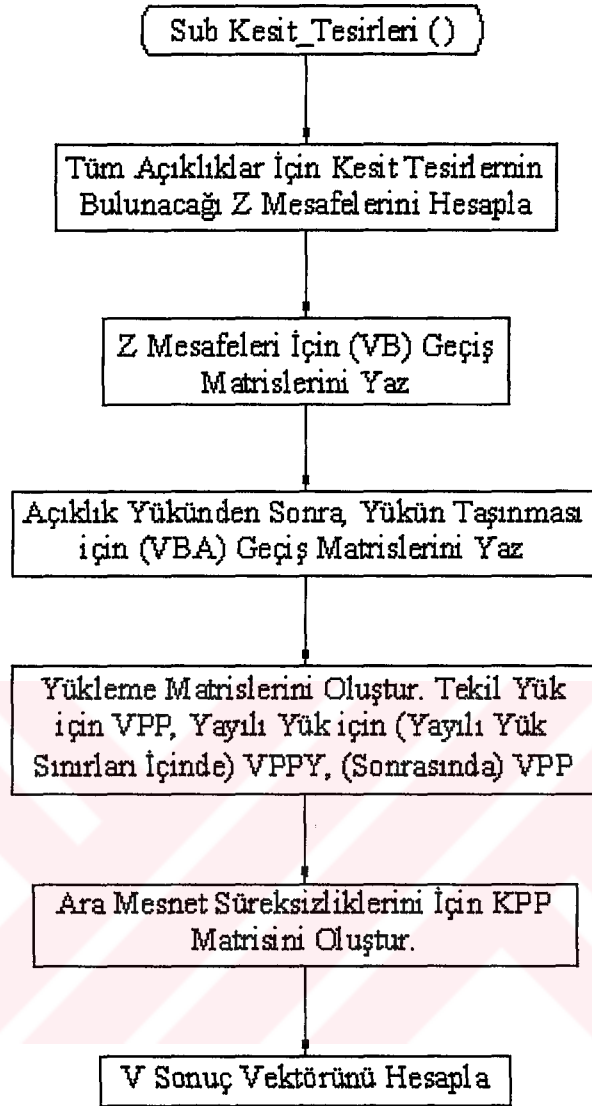 Sub Kesit_Tesirleri ()
Tüm Açıklıklar İçin Kesit Tesirlernin
Bulunacağı Z Mesafelerini Hesapla
Z Mesafeleri İçin (VB) Geçiş
Matrislerini Yaz
Açıklık Yükünden Sonra, Yükün Taşınması
için (VBA) Geçiş Matrislerini Yaz
Yükleme Matrislerini Oluştur. Tekil Yük
için VPP, Yayılı Yük için (Yayılı Yük
Sınırları İçinde) VPPY, (Sonrasında) VPP
Ara Mesnet Süreksizliklerini İçin KPP
Matrisini Oluştur.
V Sonuç Vektörünü Hesapla